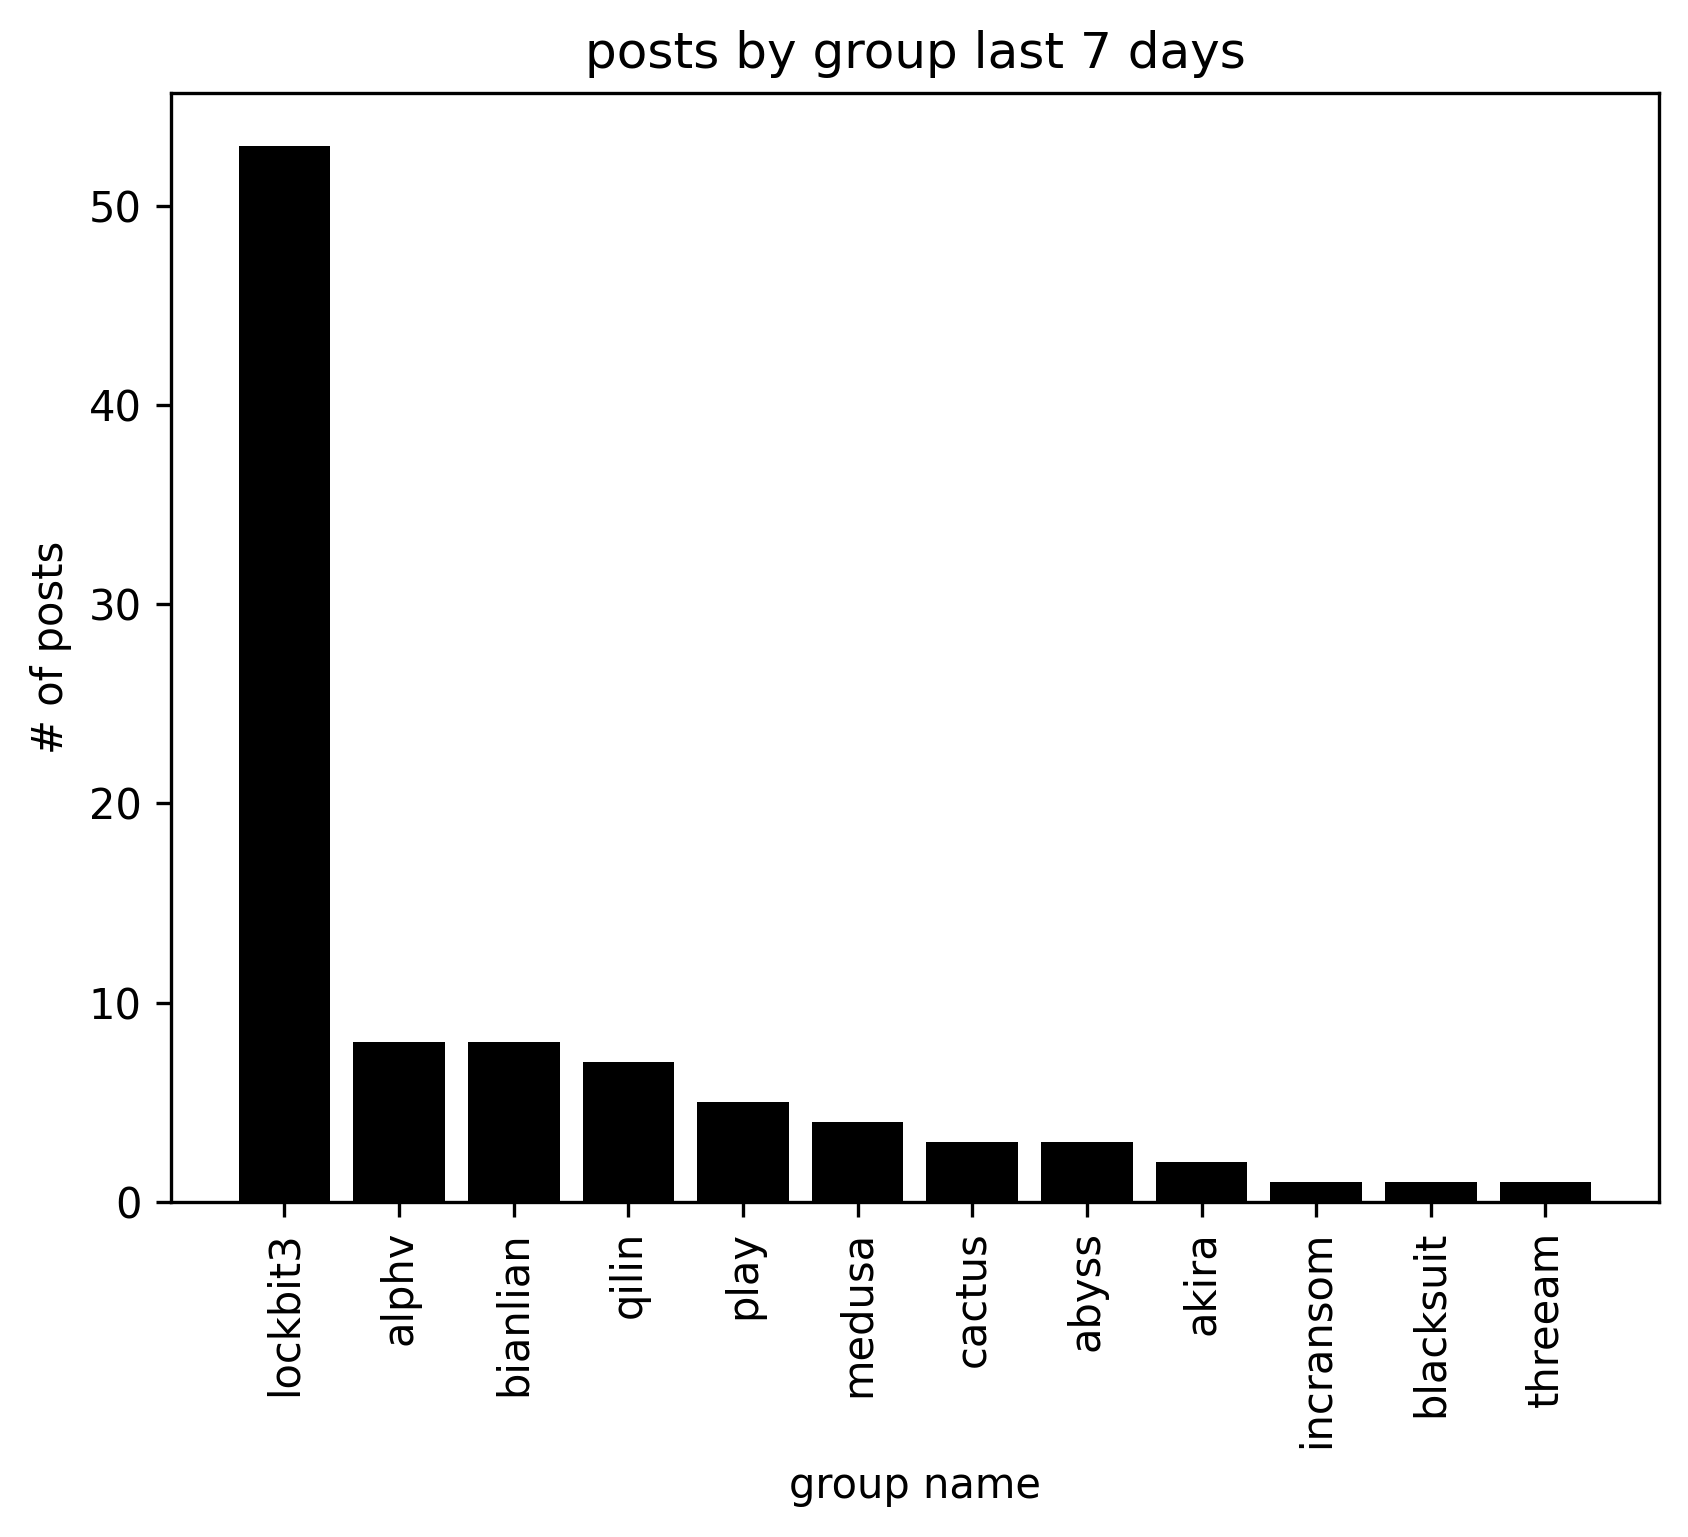 posts by group last 7 days
# of posts
50
40
30
20
10
0
lockbit3
alphv
bianlian
qilin
play
medusa
cactus
abyss
akira
incransom
blacksuit
threeam
group name